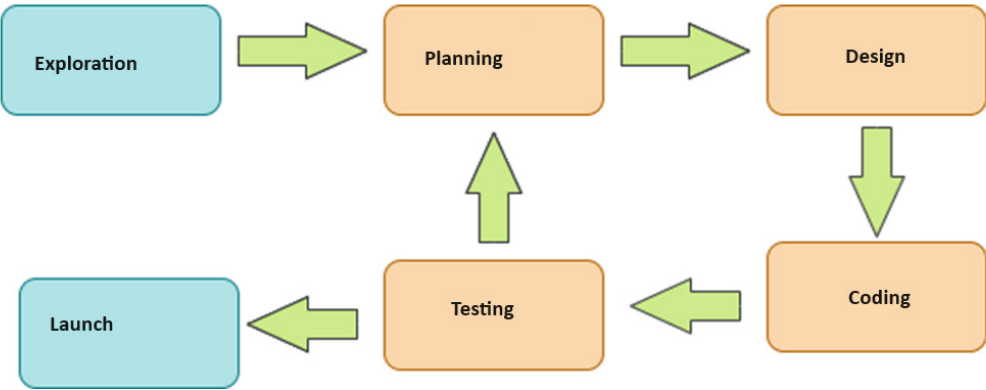 Exploration
Planning
Design
Coding
Testing
Launch